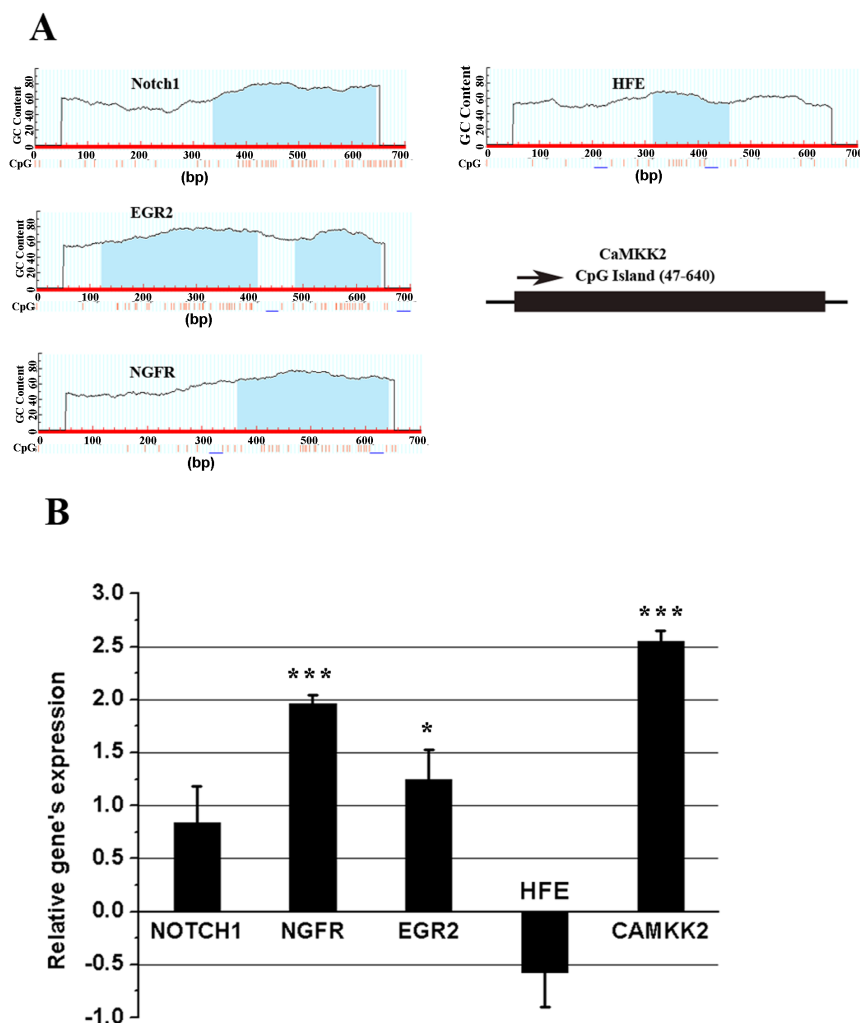 A
Notch1
GC Content
0 20 40 60 80
0 100 200 300 400 500 600 700
CpG
(bp)
HFE
GC Content
0 20 40 60 80
0 100 200 300 400 500 600 700
CpG
(bp)
EGR2
GC Content
0 20 40 60 80
0 100 200 300 400 500 600 700
CpG
(bp)
CaMKK2
CpG Island (47-640)
NGFR
GC Content
0 20 40 60 80
0 100 200 300 400 500 600 700
CpG
(bp)
B
Relative gene's expression
3.0
2.5
2.0
1.5
1.0
0.5
0.0
-0.5
-1.0
***
*
***
HFE
NOTCH1 NGFR EGR2 CAMKK2